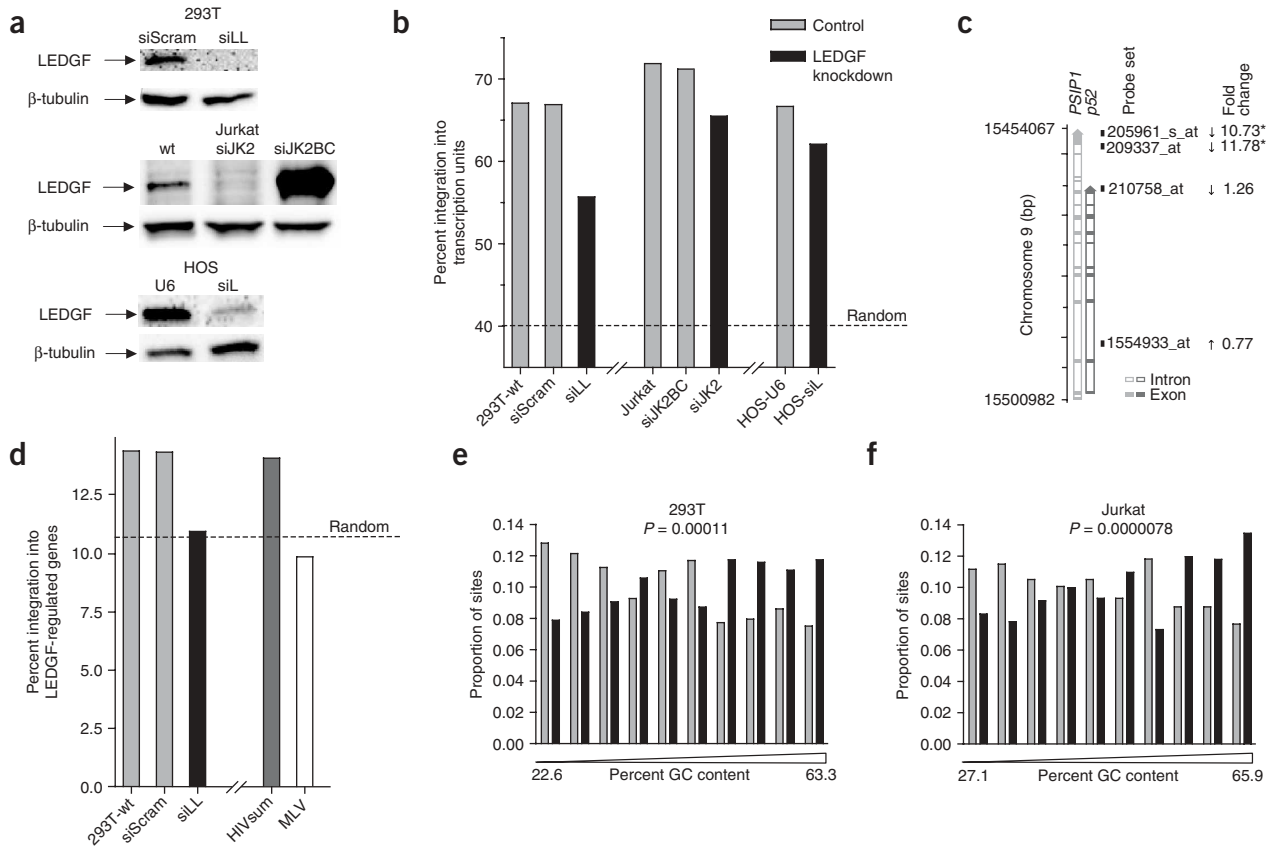 a
293T
siScram siLL
LEDGF
β-tubulin
Jurkat
wt siJK2 siJK2BC
LEDGF
β-tubulin
HOS
U6 siL
LEDGF
β-tubulin
b
Control
LEDGF
knockdown
Percent integration into
transcription units
70
60
50
40
Random
293T-wt
siScram
siLL
Jurkat
siJK2BC
siJK2
HOS-U6
HOS-siL
c
PSIP1
p52
Probe set
Fold
change
Chromosome 9 (bp)
15454067
205961_s_at ↓ 10.73*
209337_at ↓ 11.78*
210758_at ↓ 1.26
1554933_at ↑ 0.77
Intron
Exon
15500982
d
Percent integration into
LEDGF-regulated genes
12.5
10.0
7.5
5.0
2.5
0.0
Random
293T-wt
siScram
siLL
HIVsum
MLV
e
293T
P = 0.00011
Proportion of sites
0.14
0.12
0.10
0.08
0.06
0.04
0.02
0.00
22.6 Percent GC content 63.3
f
Jurkat
P = 0.0000078
Proportion of sites
0.14
0.12
0.10
0.08
0.06
0.04
0.02
0.00
27.1 Percent GC content 65.9